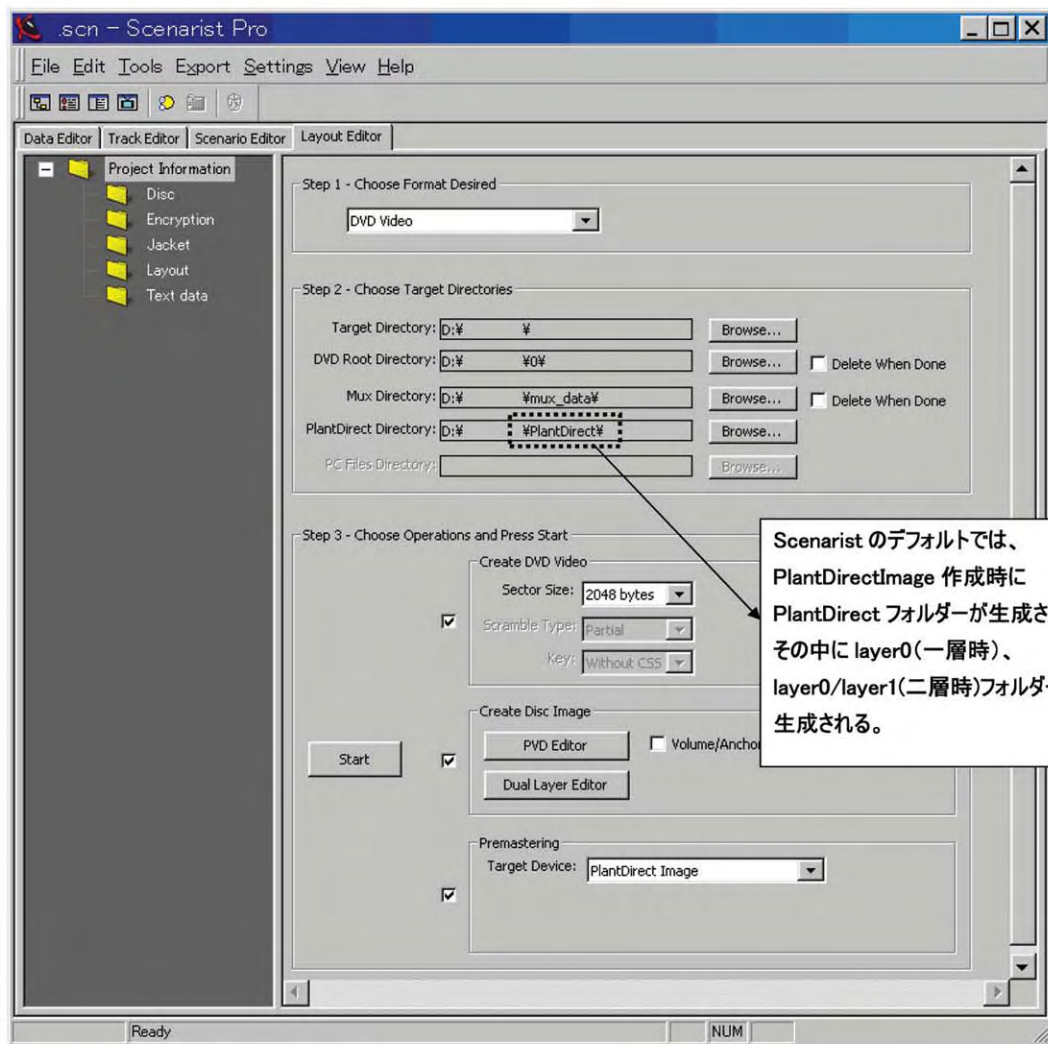 .scn - Scenarist Pro
File Edit Tools Export Settings View Help
Data Editor Track Editor Scenario Editor Layout Editor
Project Information
Disc
Encryption
Jacket
Layout
Text data
Step 1 - Choose Format Desired
DVD Video
Step 2 - Choose Target Directories
Target Directory: D:¥ ¥ Browse...
DVD Root Directory: D:¥ ¥0¥ Browse... Delete When Done
Mux Directory: D:¥ ¥mux_data¥ Browse... Delete When Done
PlantDirect Directory: D:¥ ¥PlantDirect¥ Browse...
PC Files Directory: Browse...
Step 3 - Choose Operations and Press Start
Create DVD Video
Sector Size: 2048 bytes
Scramble Type: Partial
Key: Without CSS
Create Disc Image
Start
PVD Editor Volume/Anchor
Dual Layer Editor
Premastering
Target Device: PlantDirect Image
Scenarist のデフォルトでは、
PlantDirectImage 作成時に
PlantDirect フォルダーが生成さ
その中に layer0(一層時)、
layer0/layer1(二層時)フォルダー
生成される。
Ready NUM